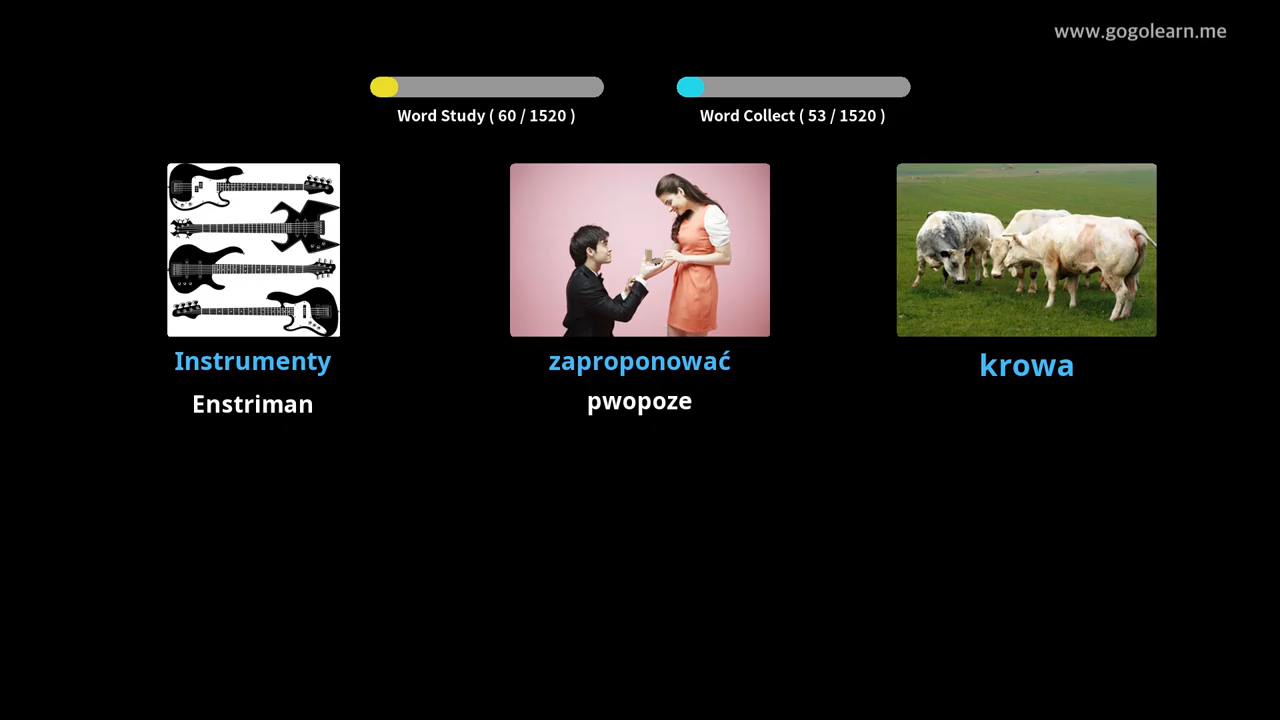 www.gogolearn.me
Word Study ( 60 / 1520 )
Word Collect ( 53 / 1520 )
Instrumenty
Enstriman
zaproponować
pwopoze
krowa